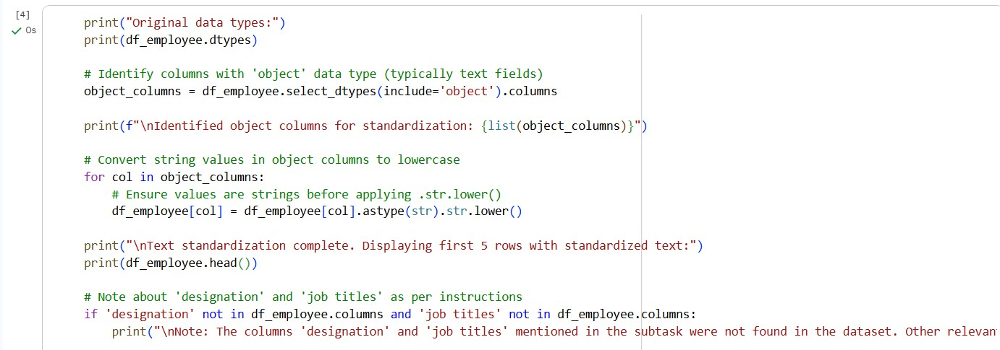 [4]
0s
print("Original data types:")
print(df_employee.dtypes)
# Identify columns with 'object' data type (typically text fields)
object_columns = df_employee.select_dtypes(include='object').columns
print(f"\nIdentified object columns for standardization: {list(object_columns)}")
# Convert string values in object columns to lowercase
for col in object_columns:
# Ensure values are strings before applying .str.lower()
df_employee[col] = df_employee[col].astype(str).str.lower()
print("\nText standardization complete. Displaying first 5 rows with standardized text:")
print(df_employee.head())
# Note about 'designation' and 'job titles' as per instructions
if 'designation' not in df_employee.columns and 'job titles' not in df_employee.columns:
print("\nNote: The columns 'designation' and 'job titles' mentioned in the subtask were not found in the dataset. Other relevan